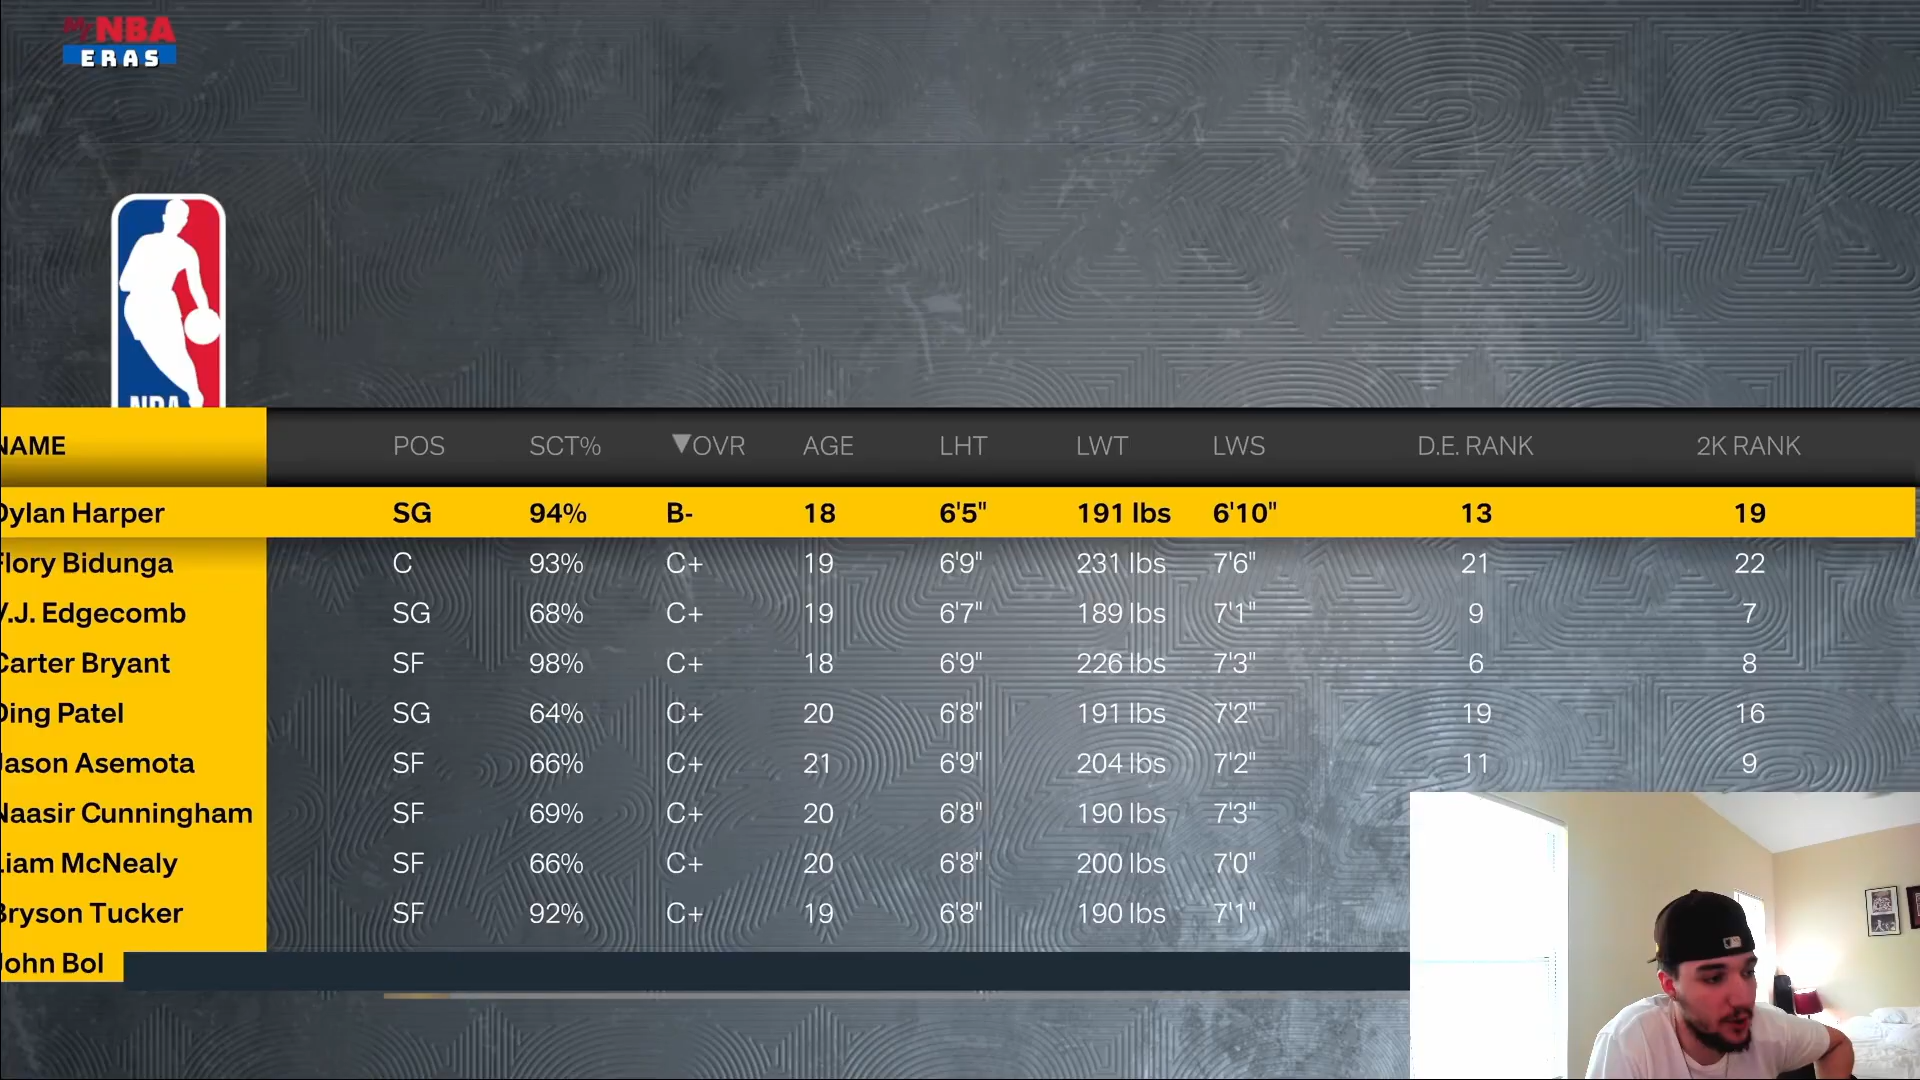 MyNBA
ERAS
NBA
NAME POS SCT% ▼OVR AGE LHT LWT LWS D.E. RANK 2K RANK
Dylan Harper SG 94% B- 18 6'5" 191 lbs 6'10" 13 19
Flory Bidunga C 93% C+ 19 6'9" 231 lbs 7'6" 21 22
V.J. Edgecomb SG 68% C+ 19 6'7" 189 lbs 7'1" 9 7
Carter Bryant SF 98% C+ 18 6'9" 226 lbs 7'3" 6 8
Ding Patel SG 64% C+ 20 6'8" 191 lbs 7'2" 19 16
Jason Asemota SF 66% C+ 21 6'9" 204 lbs 7'2" 11 9
Naasir Cunningham SF 69% C+ 20 6'8" 190 lbs 7'3"
Liam McNealy SF 66% C+ 20 6'8" 200 lbs 7'0"
Bryson Tucker SF 92% C+ 19 6'8" 190 lbs 7'1"
John Bol